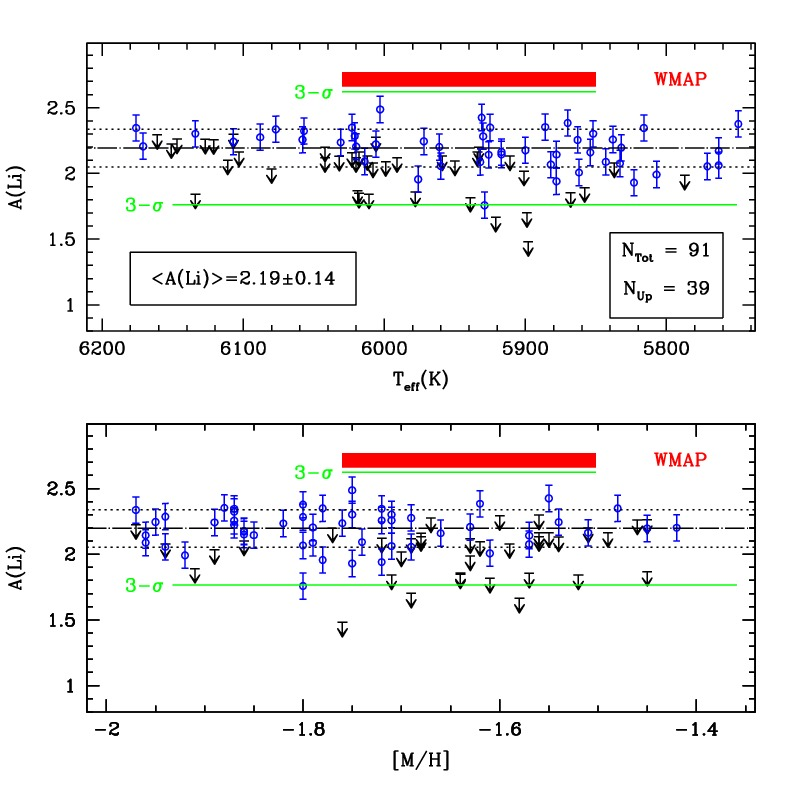 WMAP
3-σ
2.5
2
A(Li)
3-σ
1.5
<A(Li)>=2.19±0.14
N_Tot = 91
N_Up = 39
1
6200 6100 6000 5900 5800
T_eff(K)
WMAP
3-σ
2.5
2
A(Li)
3-σ
1.5
1
−2 −1.8 −1.6 −1.4
[M/H]